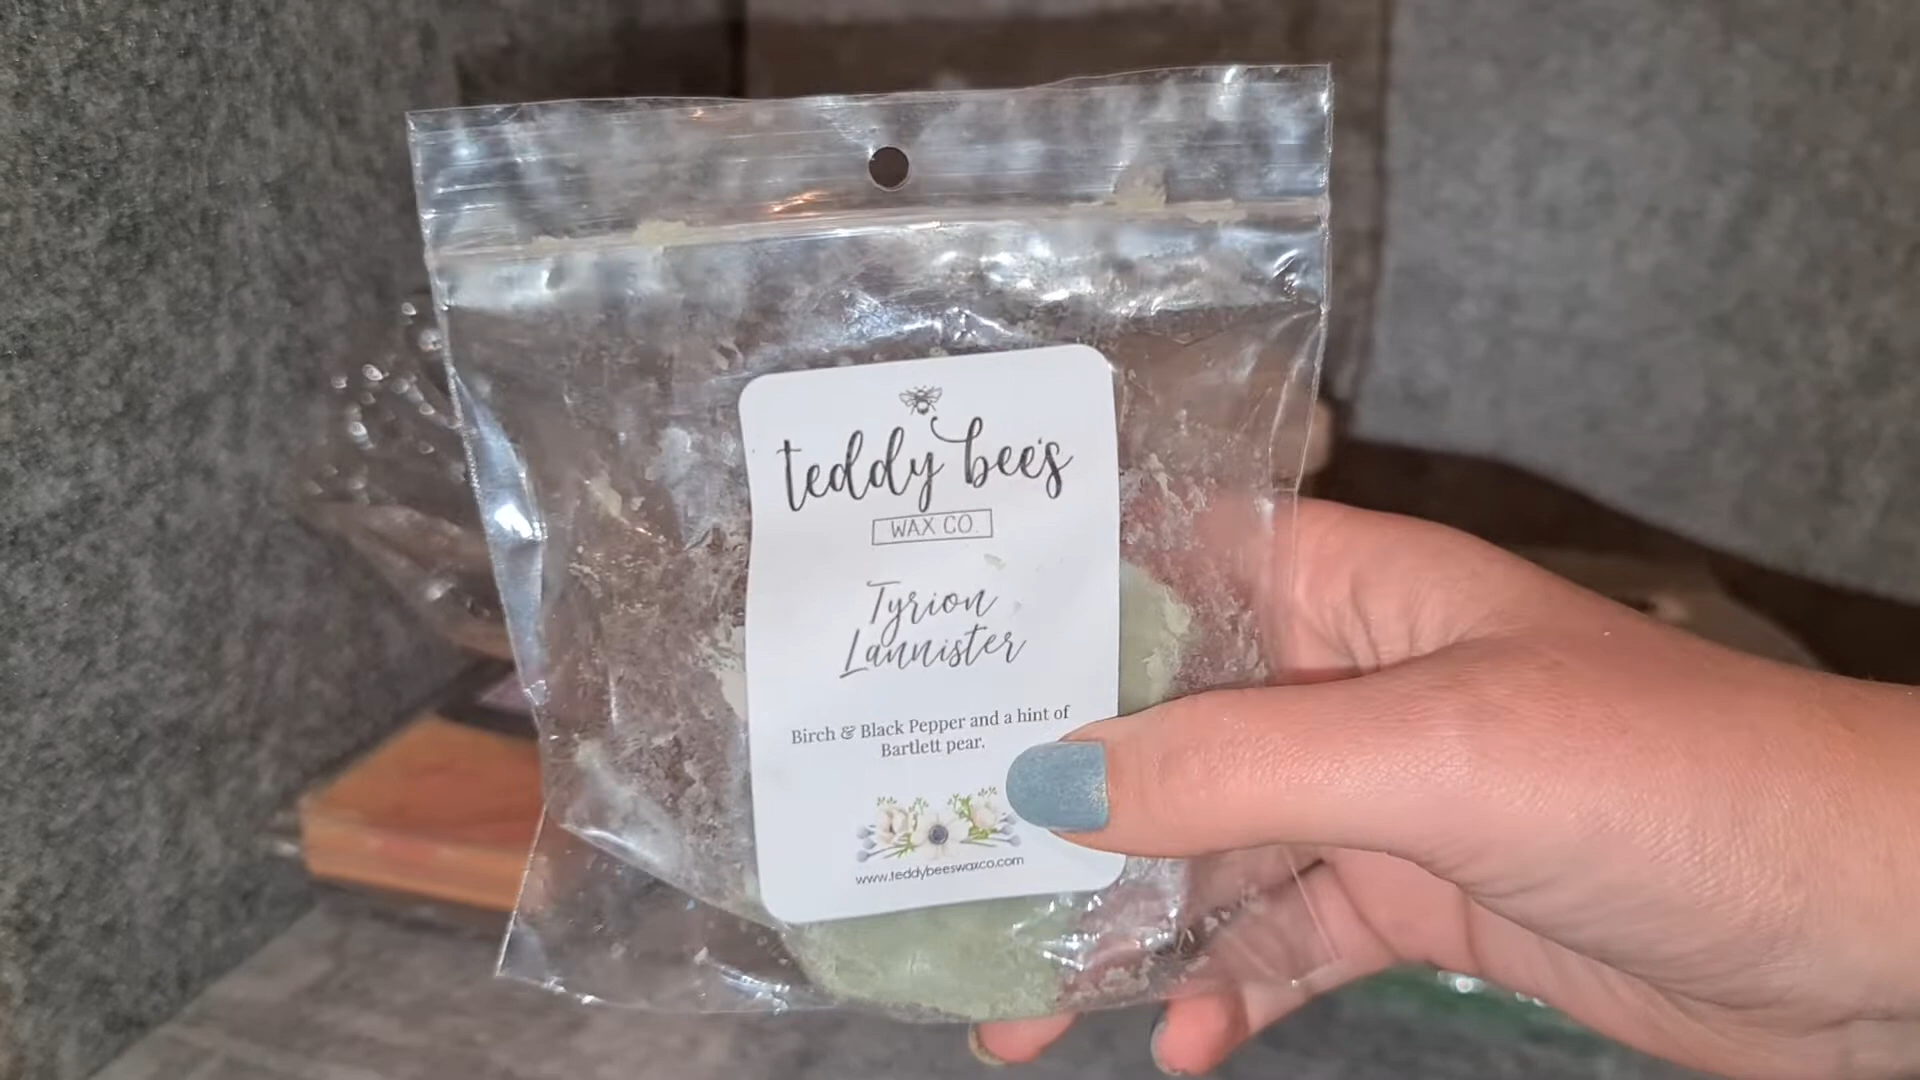 teddy bee's
WAX CO.
Tyrion
Lannister
Birch & Black Pepper and a hint of
Bartlett pear.
www.teddybeeswaxco.com